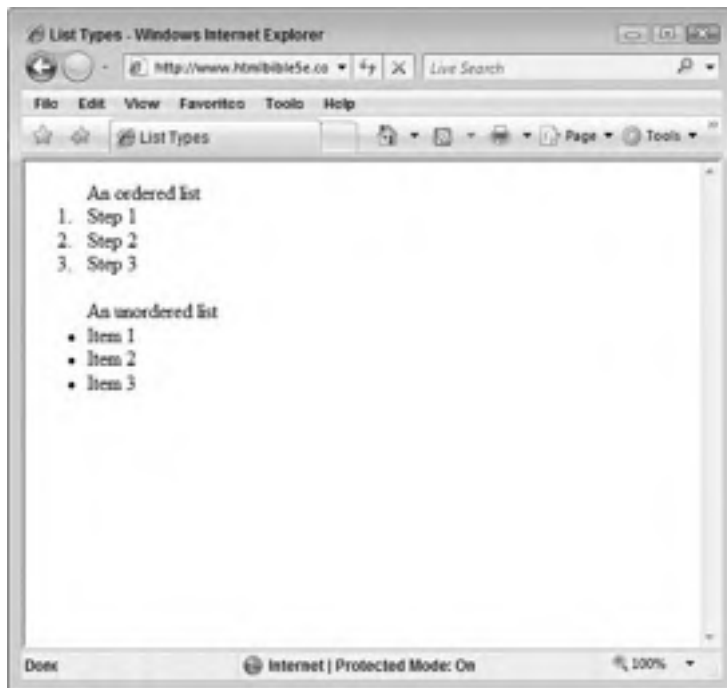 List Types - Windows Internet Explorer
http://www.htmlbible5e.co Live Search
File Edit View Favorites Tools Help
List Types Page Tools
An ordered list
1. Step 1
2. Step 2
3. Step 3
An unordered list
• Item 1
• Item 2
• Item 3
Done Internet | Protected Mode: On 100%